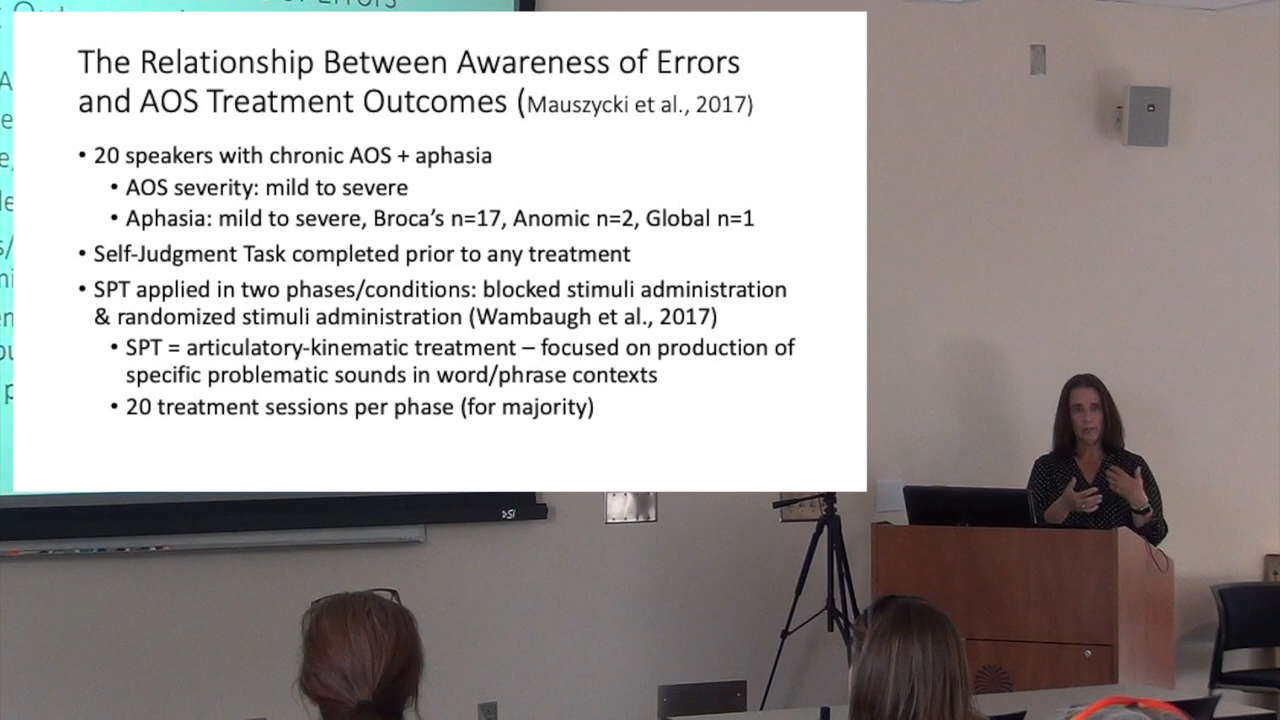 The Relationship Between Awareness of Errors
and AOS Treatment Outcomes (Mauszycki et al., 2017)
• 20 speakers with chronic AOS + aphasia
• AOS severity: mild to severe
• Aphasia: mild to severe, Broca's n=17, Anomic n=2, Global n=1
• Self-Judgment Task completed prior to any treatment
• SPT applied in two phases/conditions: blocked stimuli administration
& randomized stimuli administration (Wambaugh et al., 2017)
• SPT = articulatory-kinematic treatment – focused on production of
specific problematic sounds in word/phrase contexts
• 20 treatment sessions per phase (for majority)